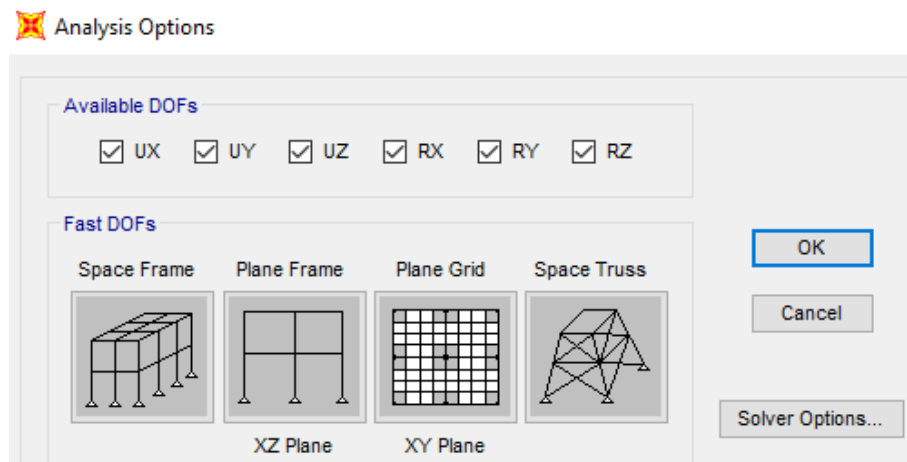 Analysis Options
Available DOFs
UX UY UZ RX RY RZ
Fast DOFs
Space Frame Plane Frame Plane Grid Space Truss
XZ Plane XY Plane
OK
Cancel
Solver Options...